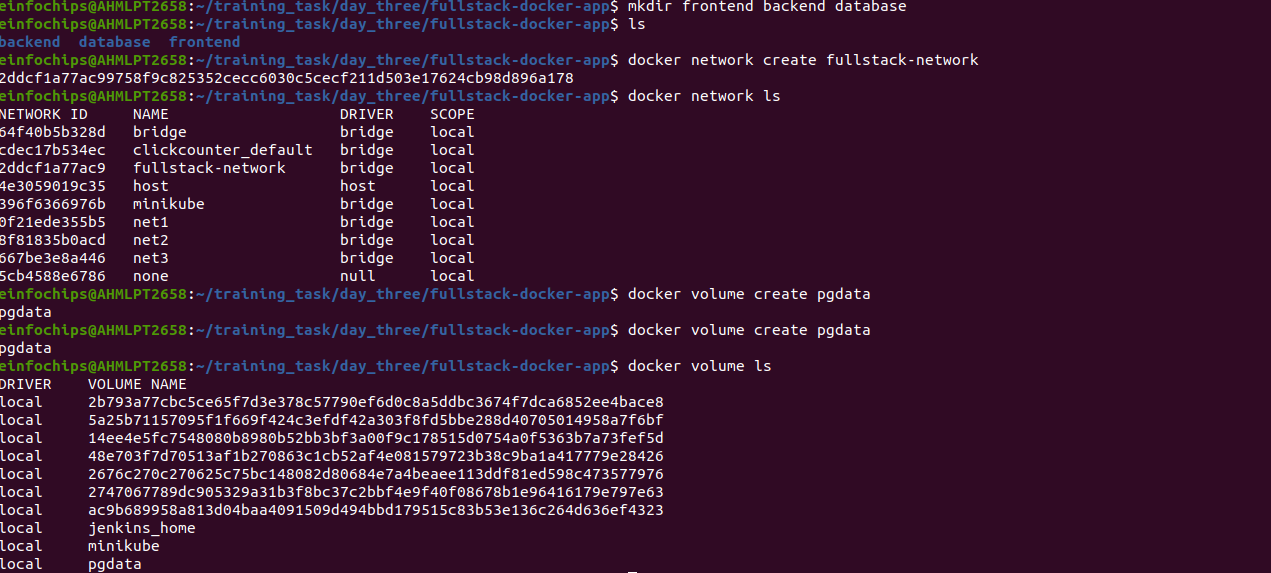 einfochips@AHMLPT2658:~/training_task/day_three/fullstack-docker-app$ mkdir frontend backend database
einfochips@AHMLPT2658:~/training_task/day_three/fullstack-docker-app$ ls
backend  database  frontend
einfochips@AHMLPT2658:~/training_task/day_three/fullstack-docker-app$ docker network create fullstack-network
2ddcf1a77ac99758f9c825352cecc6030c5cecf211d503e17624cb98d896a178
einfochips@AHMLPT2658:~/training_task/day_three/fullstack-docker-app$ docker network ls
NETWORK ID     NAME                   DRIVER    SCOPE
64f40b5b328d   bridge                 bridge    local
cdec17b534ec   clickcounter_default   bridge    local
2ddcf1a77ac9   fullstack-network      bridge    local
4e3059019c35   host                   host      local
396f6366976b   minikube               bridge    local
0f21ede355b5   net1                   bridge    local
8f81835b0acd   net2                   bridge    local
667be3e8a446   net3                   bridge    local
5cb4588e6786   none                   null      local
einfochips@AHMLPT2658:~/training_task/day_three/fullstack-docker-app$ docker volume create pgdata
pgdata
einfochips@AHMLPT2658:~/training_task/day_three/fullstack-docker-app$ docker volume create pgdata
pgdata
einfochips@AHMLPT2658:~/training_task/day_three/fullstack-docker-app$ docker volume ls
DRIVER    VOLUME NAME
local     2b793a77cbc5ce65f7d3e378c57790ef6d0c8a5ddbc3674f7dca6852ee4bace8
local     5a25b71157095f1f669f424c3efdf42a303f8fd5bbe288d40705014958a7f6bf
local     14ee4e5fc7548080b8980b52bb3bf3a00f9c178515d0754a0f5363b7a73fef5d
local     48e703f7d70513af1b270863c1cb52af4e081579723b38c9ba1a417779e28426
local     2676c270c270625c75bc148082d80684e7a4beaee113ddf81ed598c473577976
local     2747067789dc905329a31b3f8bc37c2bbf4e9f40f08678b1e96416179e797e63
local     ac9b689958a813d04baa4091509d494bbd179515c83b53e136c264d636ef4323
local     jenkins_home
local     minikube
local     pgdata